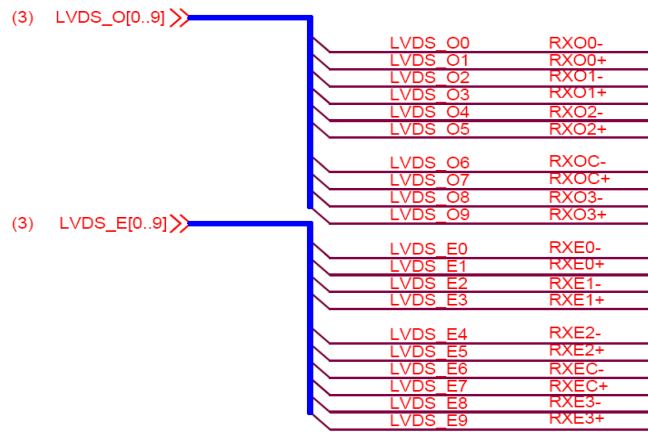 (3) LVDS_O[0..9]
LVDS_O0 RXO0-
LVDS_O1 RXO0+
LVDS_O2 RXO1-
LVDS_O3 RXO1+
LVDS_O4 RXO2-
LVDS_O5 RXO2+
LVDS_O6 RXOC-
LVDS_O7 RXOC+
LVDS_O8 RXO3-
LVDS_O9 RXO3+
(3) LVDS_E[0..9]
LVDS_E0 RXE0-
LVDS_E1 RXE0+
LVDS_E2 RXE1-
LVDS_E3 RXE1+
LVDS_E4 RXE2-
LVDS_E5 RXE2+
LVDS_E6 RXEC-
LVDS_E7 RXEC+
LVDS_E8 RXE3-
LVDS_E9 RXE3+